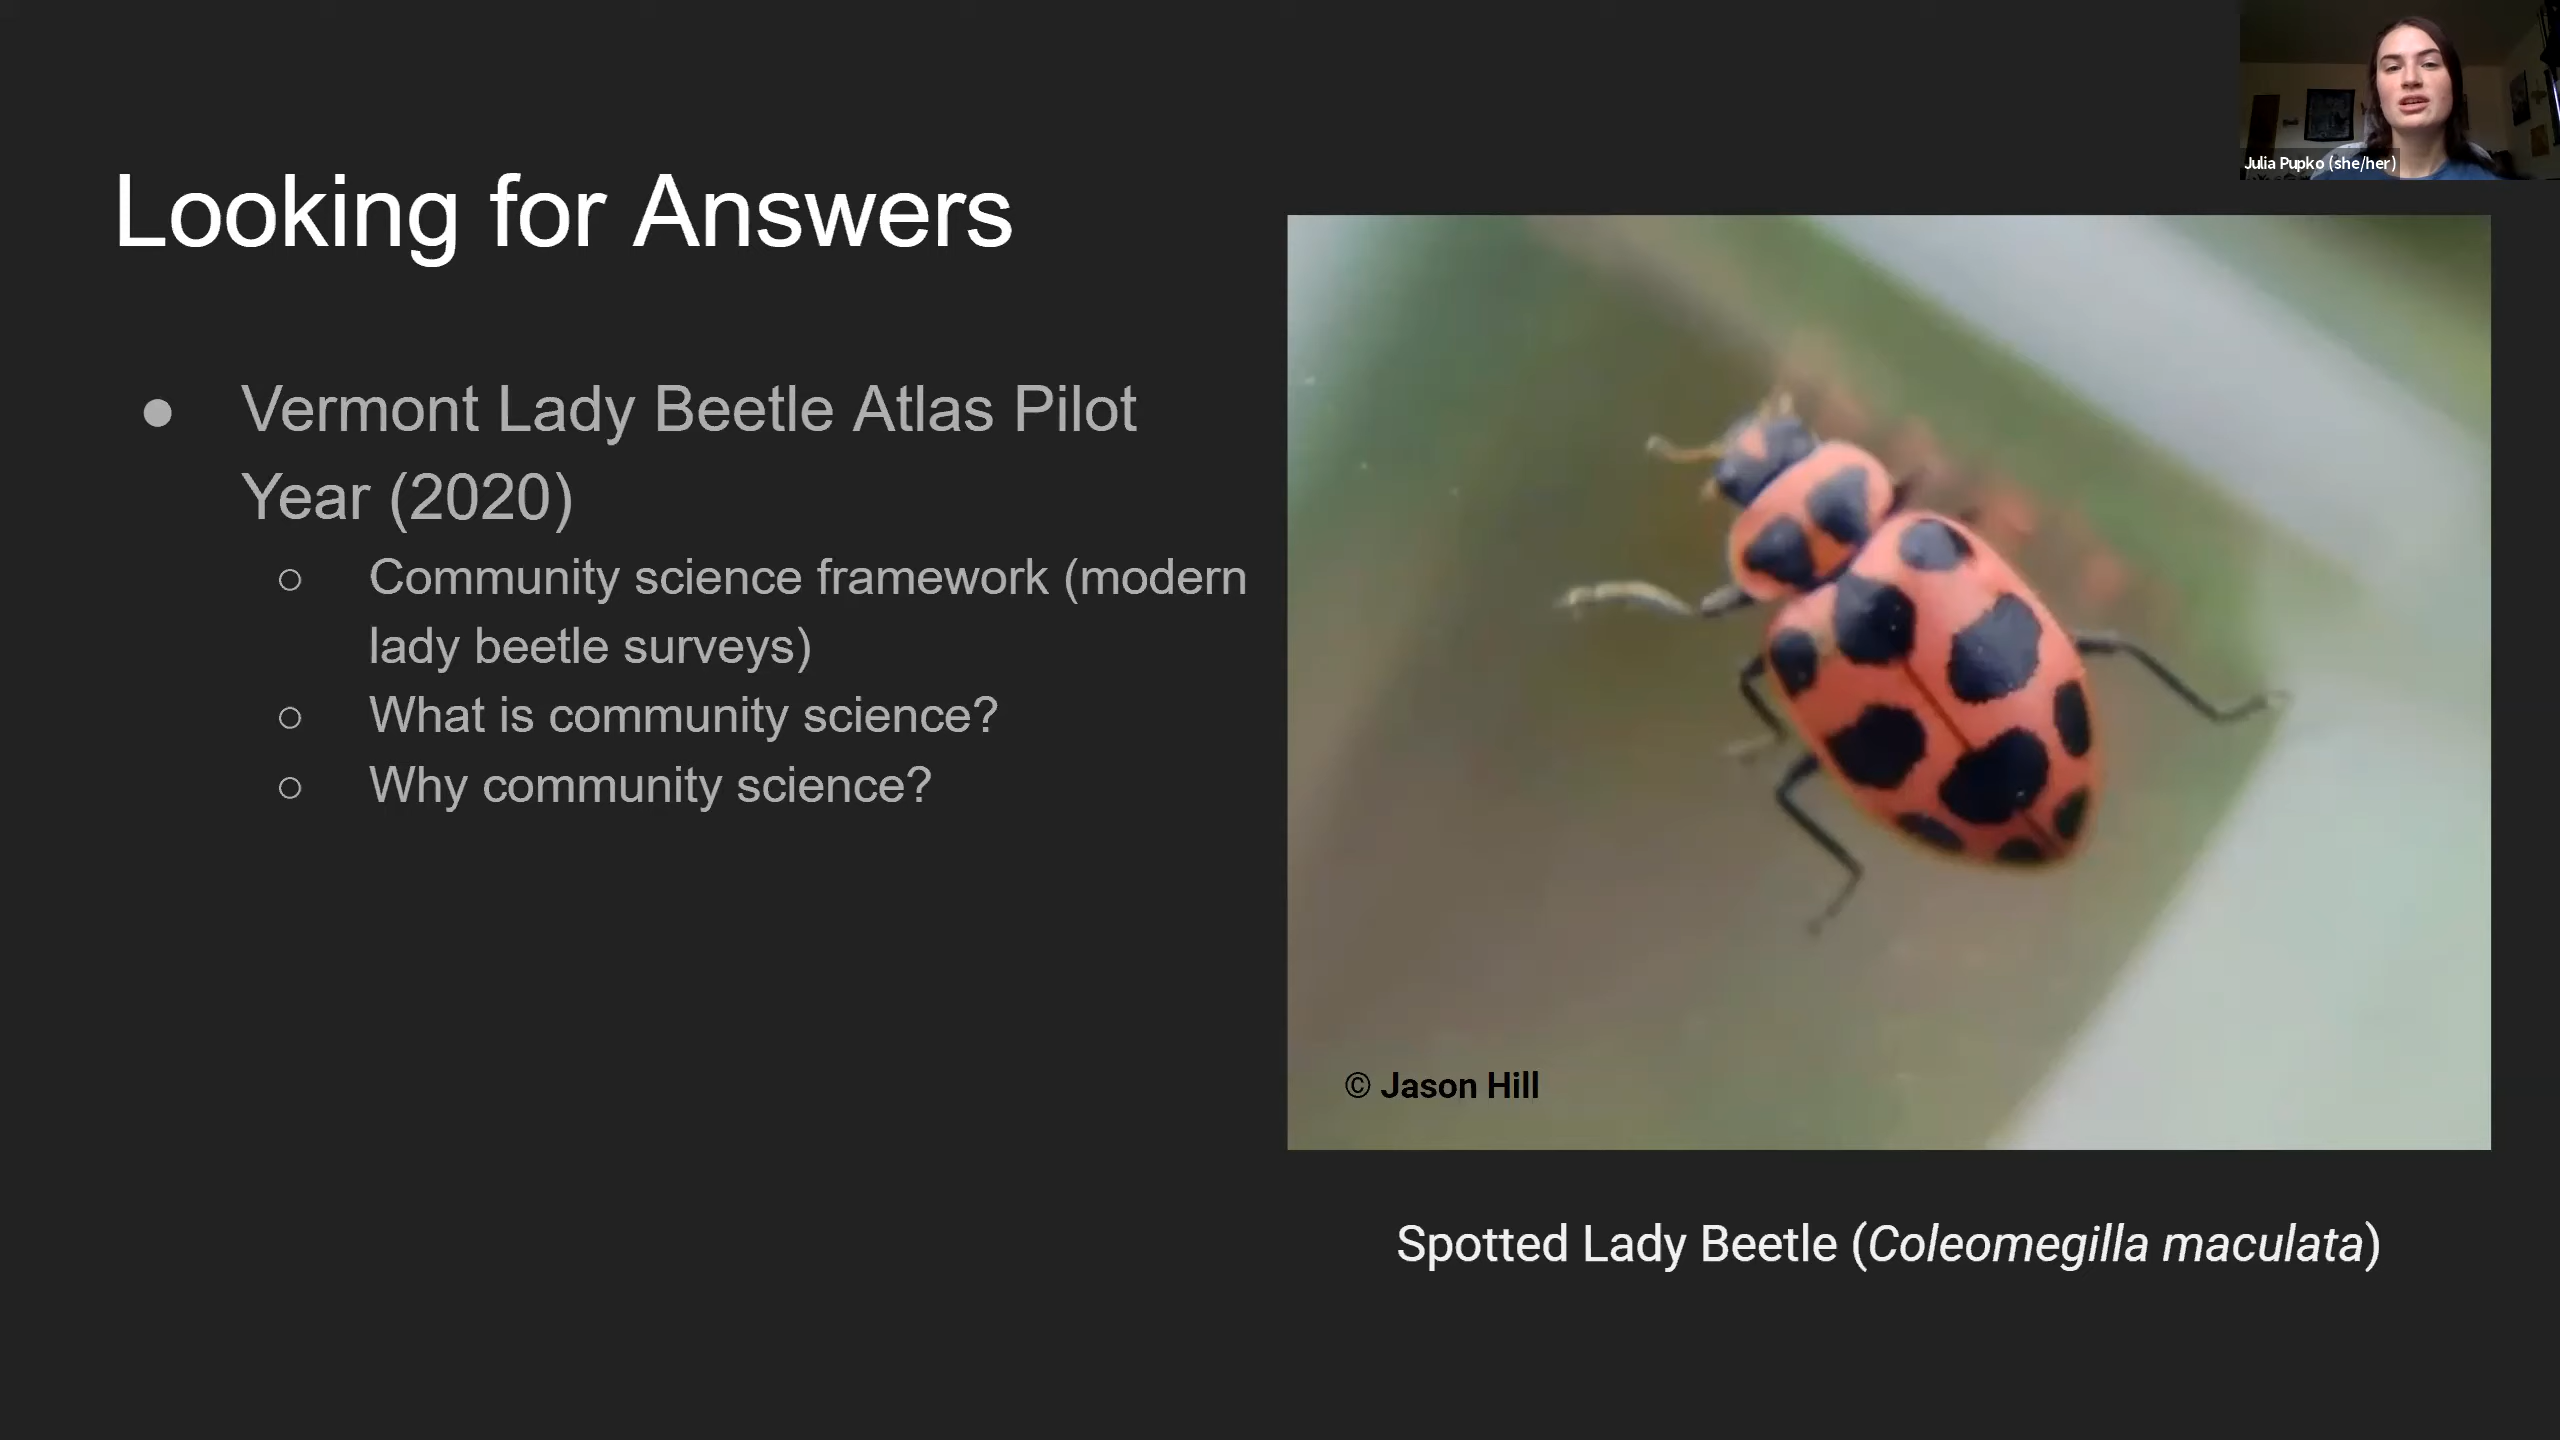 Julia Pupko (she/her)
Looking for Answers
● Vermont Lady Beetle Atlas Pilot
Year (2020)
○ Community science framework (modern
lady beetle surveys)
○ What is community science?
○ Why community science?
© Jason Hill
Spotted Lady Beetle (Coleomegilla maculata)